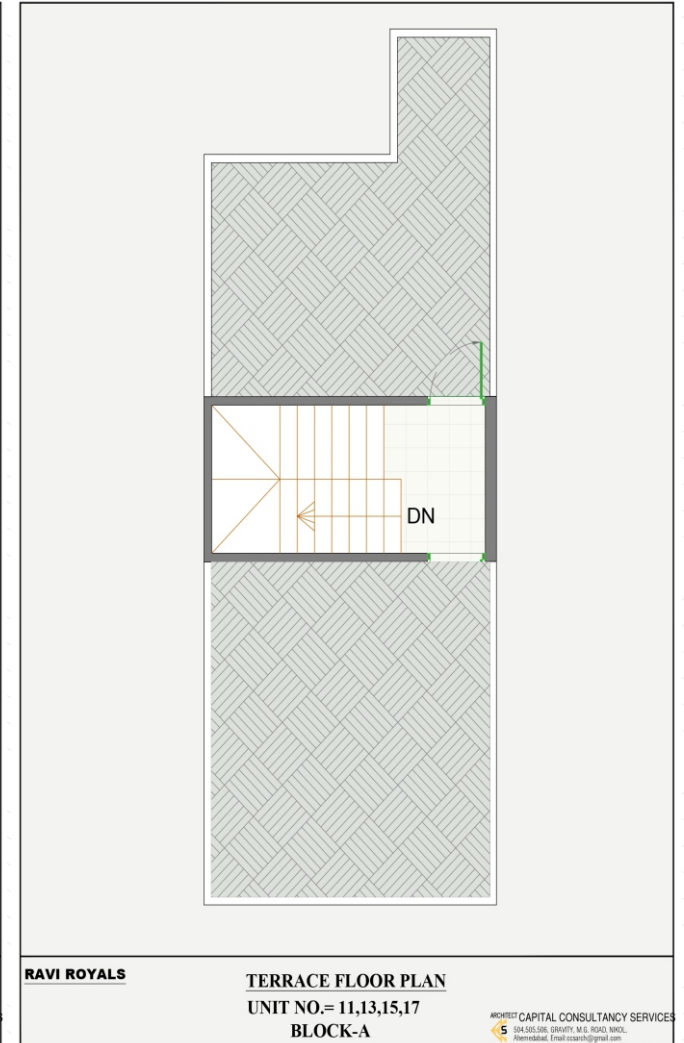 DN
RAVI ROYALS
TERRACE FLOOR PLAN
UNIT NO.= 11,13,15,17
BLOCK-A
ARCHITECT CAPITAL CONSULTANCY SERVICES
S 504,505,506, GRAVITY, M.G. ROAD, NIKOL,
Ahemedabad, Email:ccsarch@gmail.com